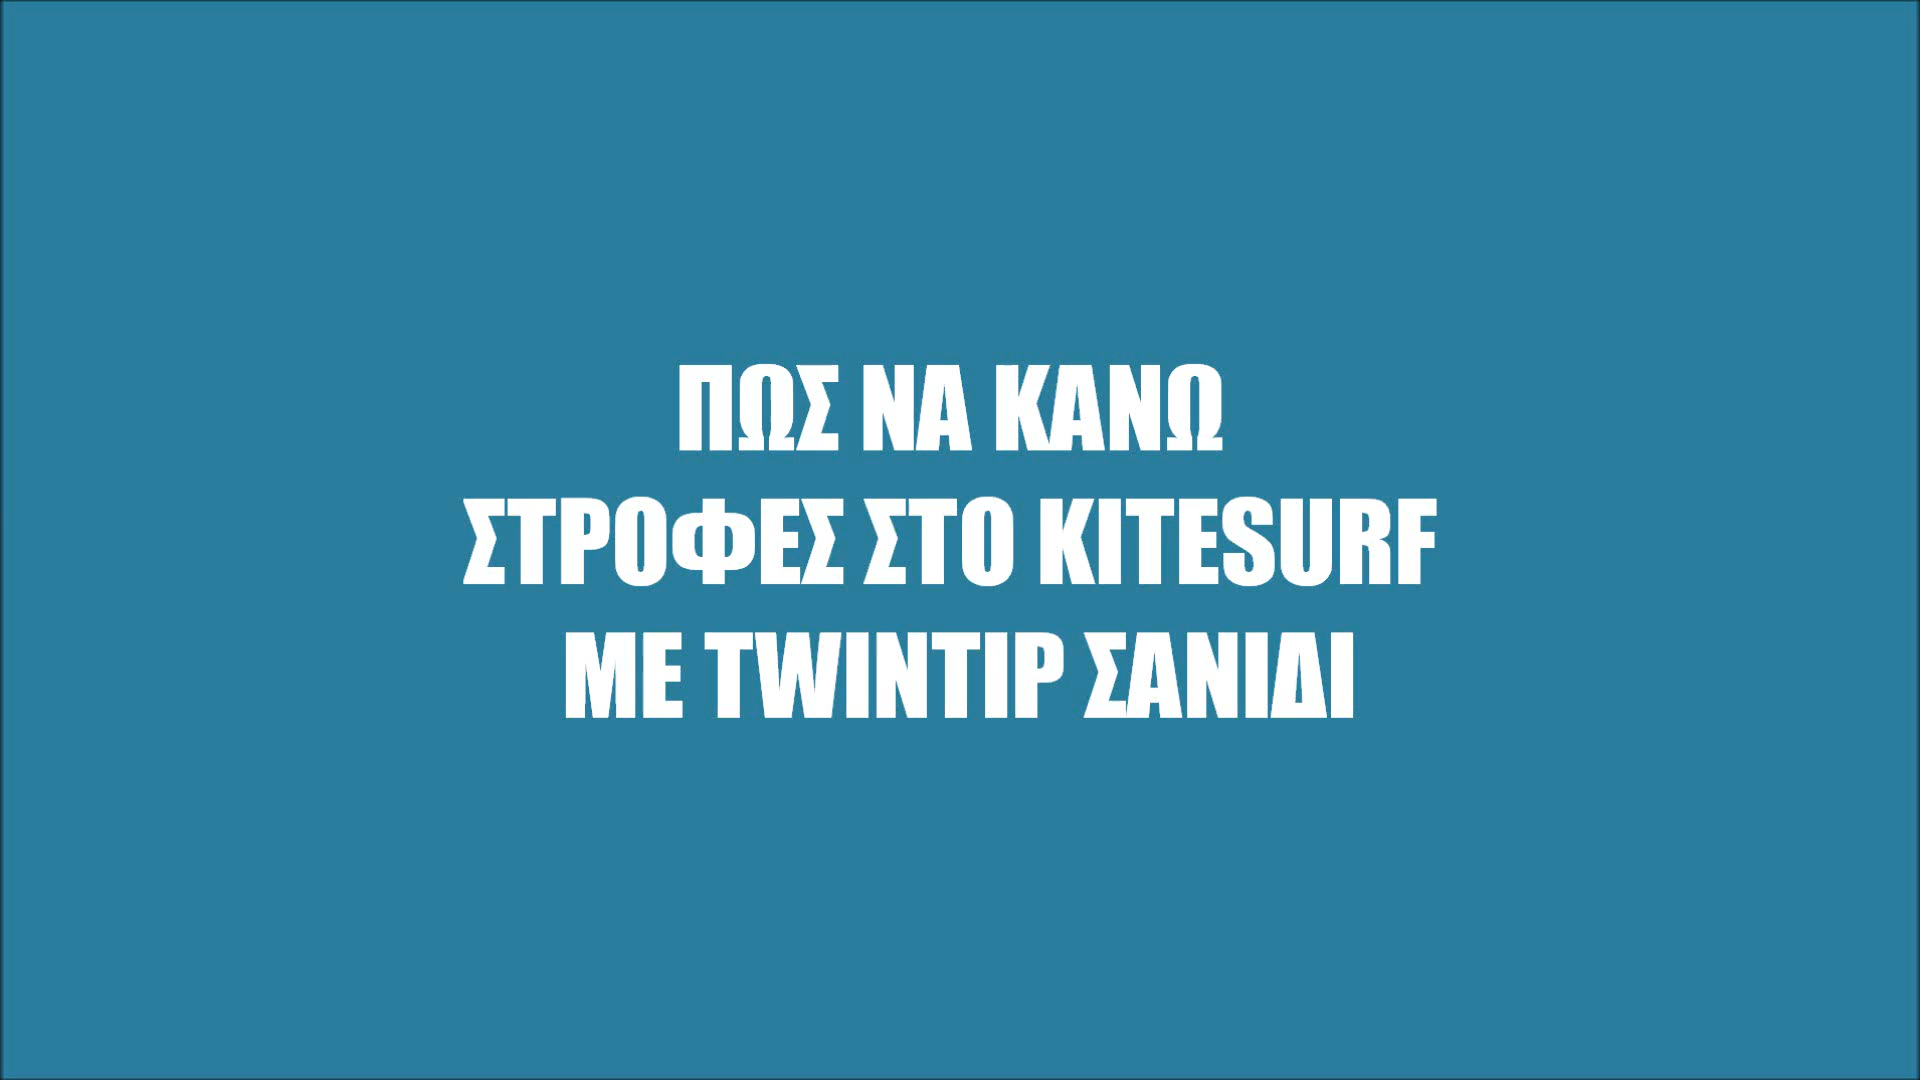 ΠΩΣ ΝΑ ΚΑΝΩ
ΣΤΡΟΦΕΣ ΣΤΟ KITESURF
ΜΕ TWINTIP ΣΑΝΙΔΙ